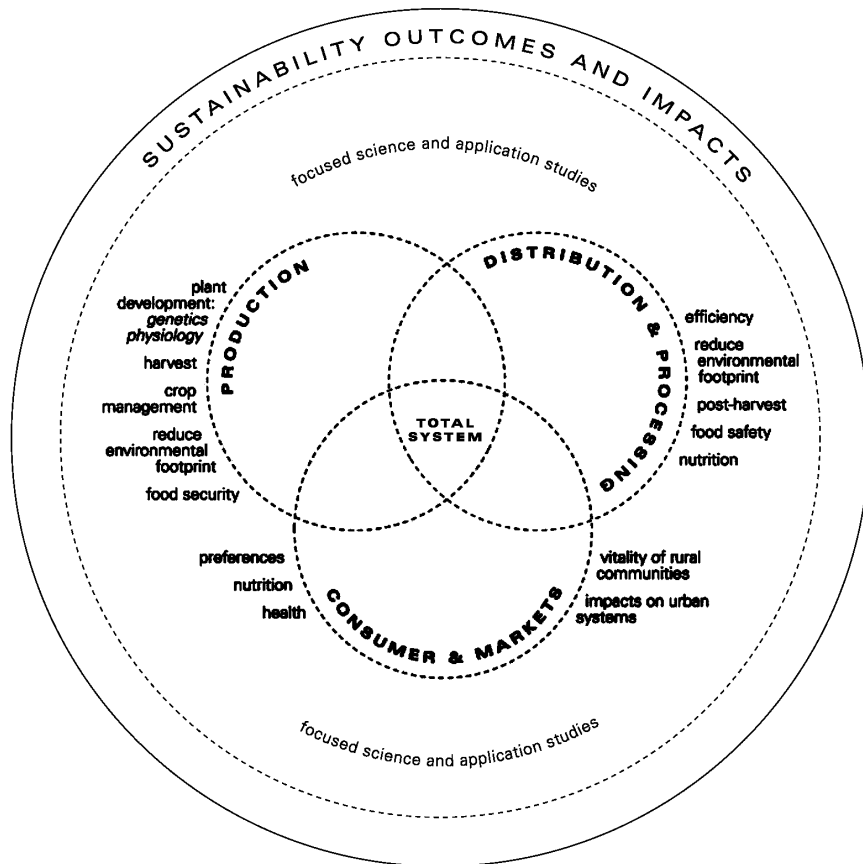 SUSTAINABILITY OUTCOMES AND IMPACTS
focused science and application studies
PRODUCTION
plant
development:
genetics
physiology
harvest
crop
management
reduce
environmental
footprint
food security
DISTRIBUTION & PROCESSING
efficiency
reduce
environmental
footprint
post-harvest
food safety
nutrition
TOTAL
SYSTEM
preferences
nutrition
health
CONSUMER & MARKETS
vitality of rural
communities
impacts on urban
systems
focused science and application studies